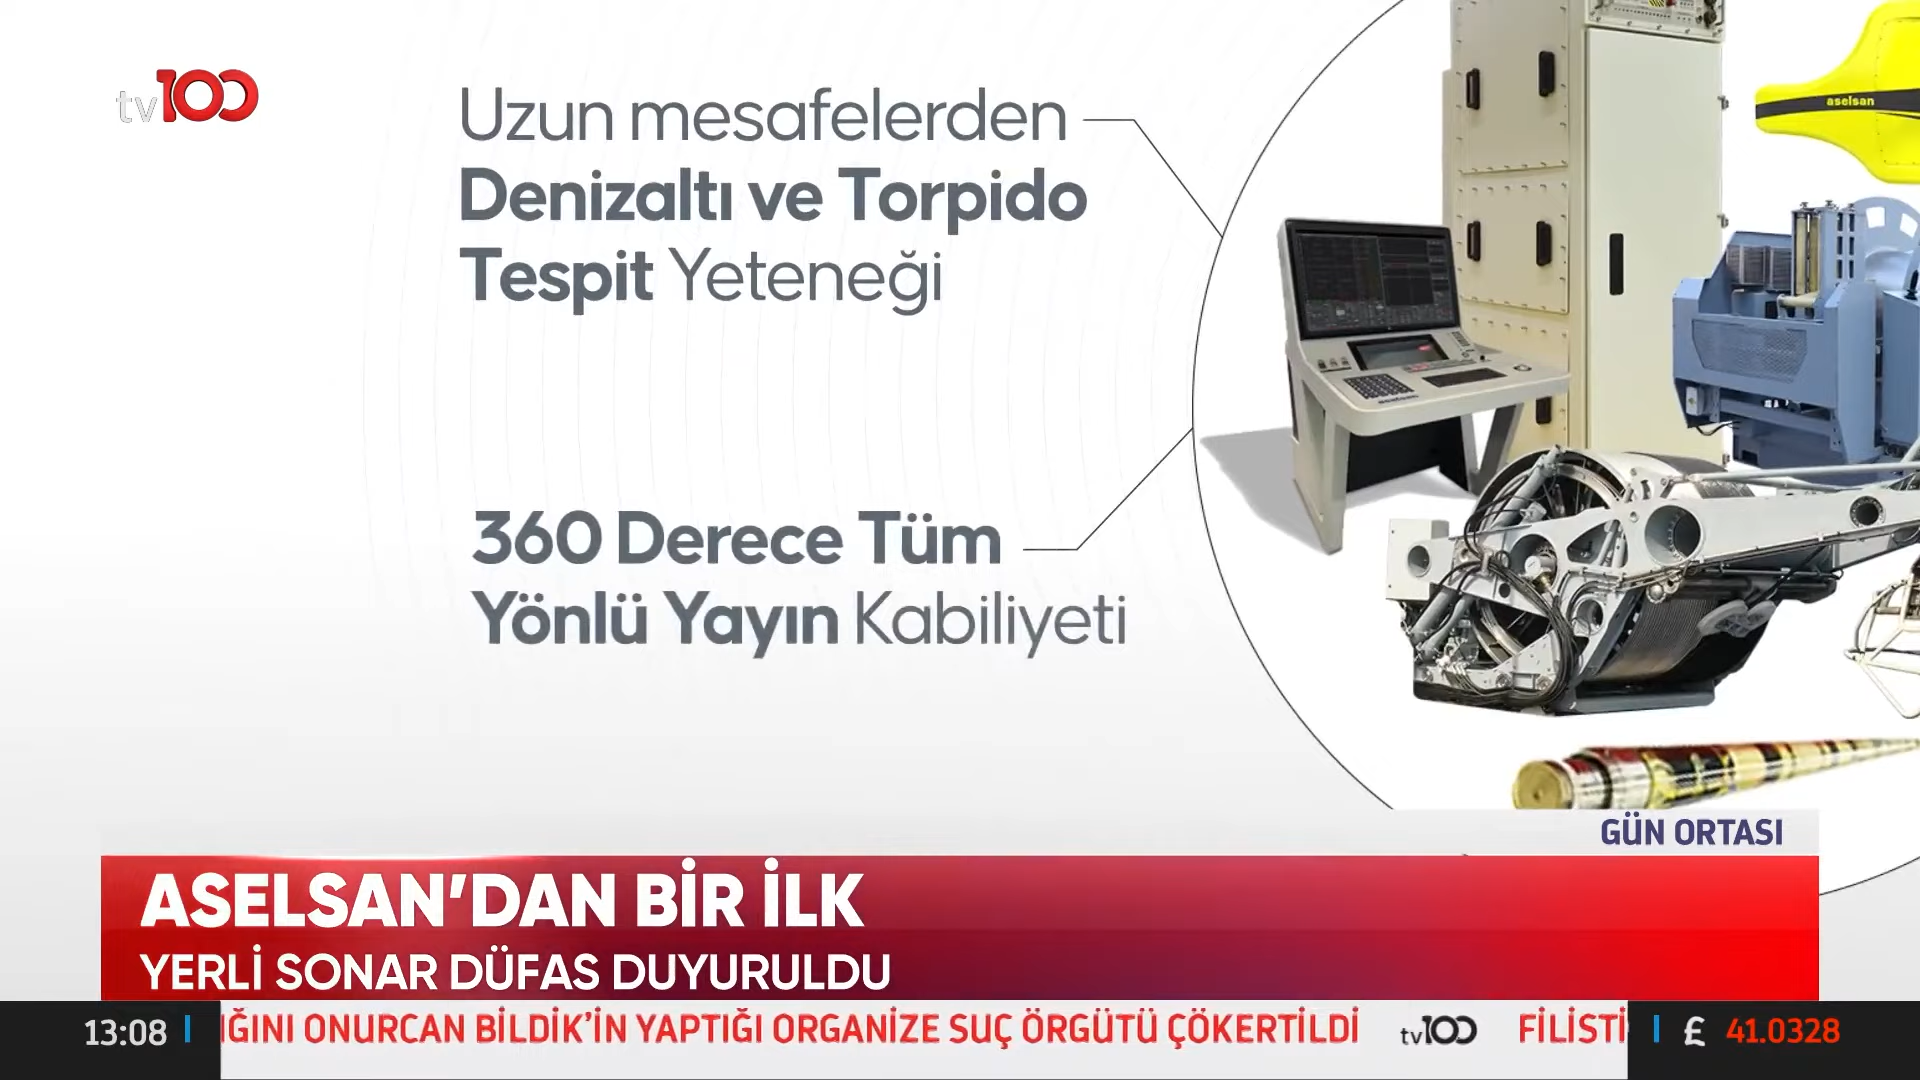 tv100
Uzun mesafelerden
Denizaltı ve Torpido
Tespit Yeteneği
aselsan
360 Derece Tüm
Yönlü Yayın Kabiliyeti
GÜN ORTASI
ASELSAN'DAN BİR İLK
YERLİ SONAR DÜFAS DUYURULDU
13:08
IĞINI ONURCAN BİLDİK'İN YAPTIĞI ORGANİZE SUÇ ÖRGÜTÜ ÇÖKERTİLDİ tv100 FİLİSTİ
£ 41.0328